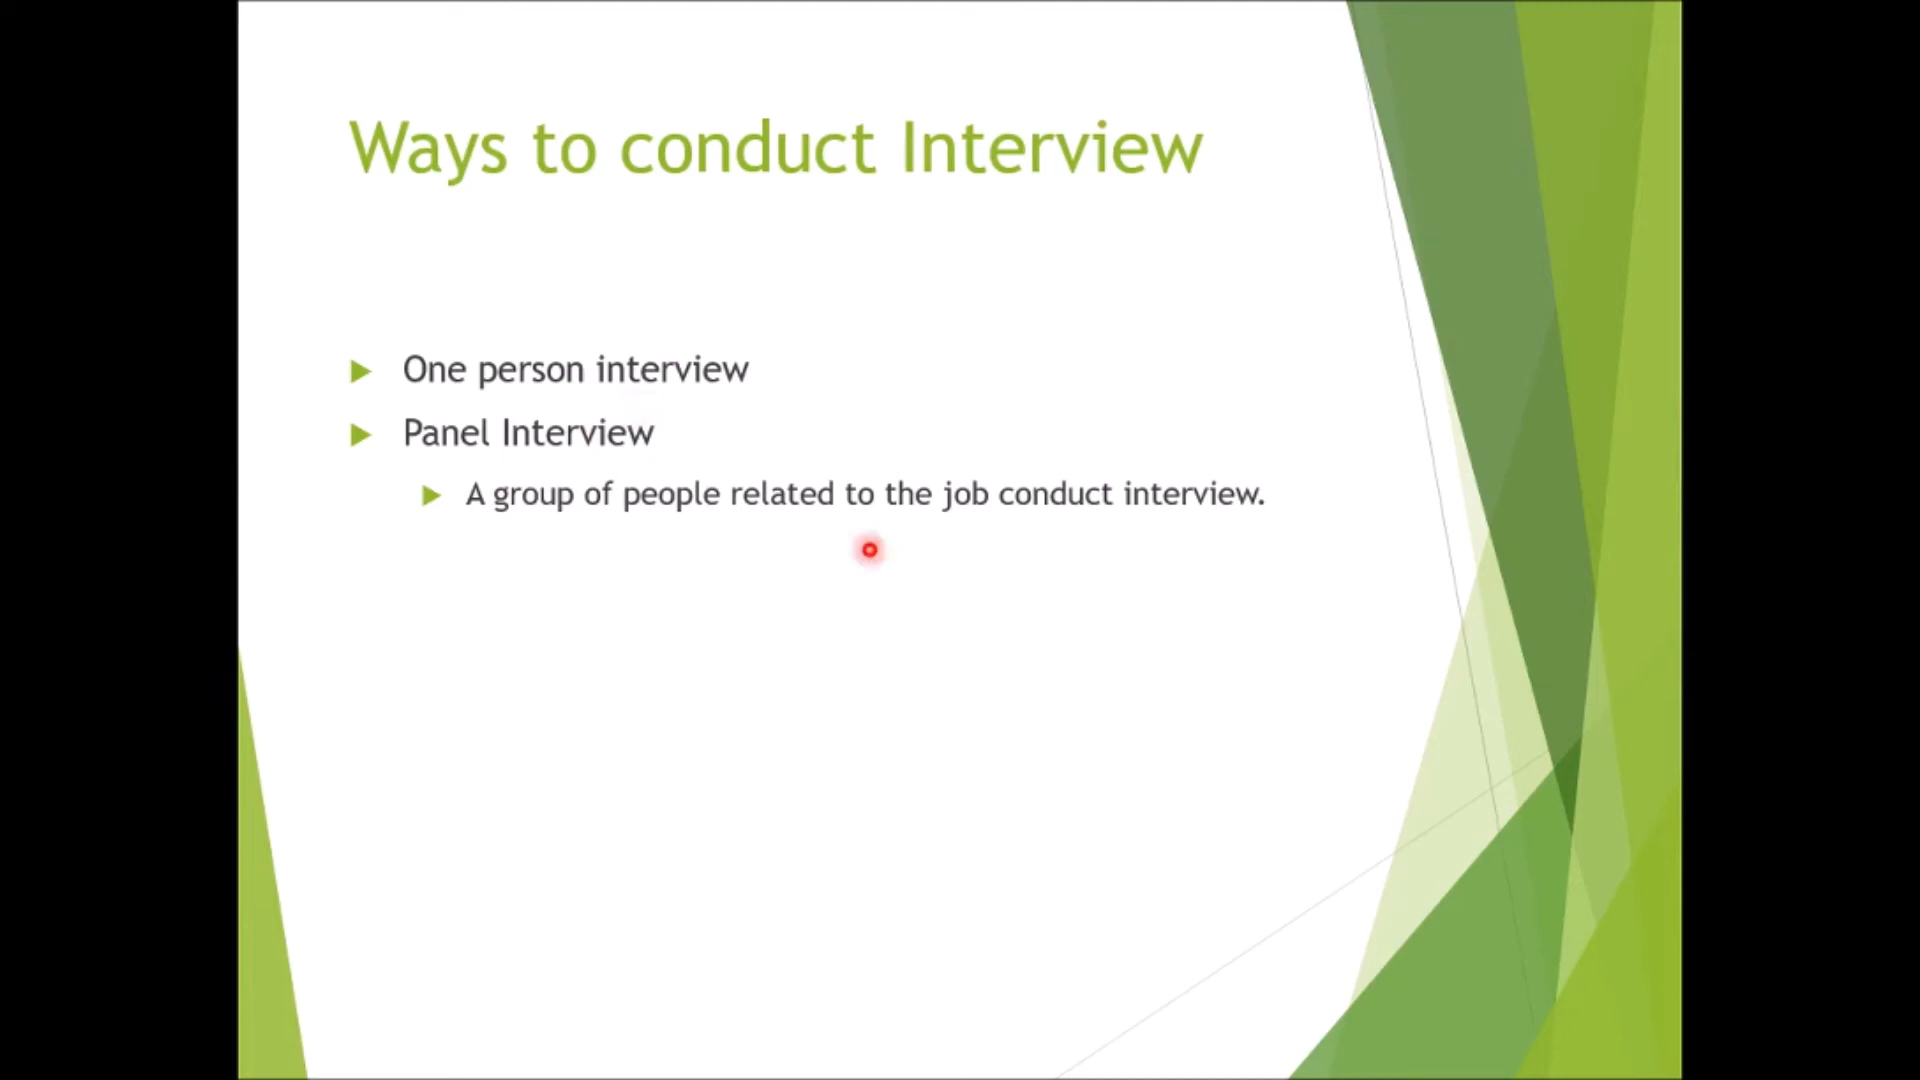 Ways to conduct Interview
One person interview
Panel Interview
A group of people related to the job conduct interview.